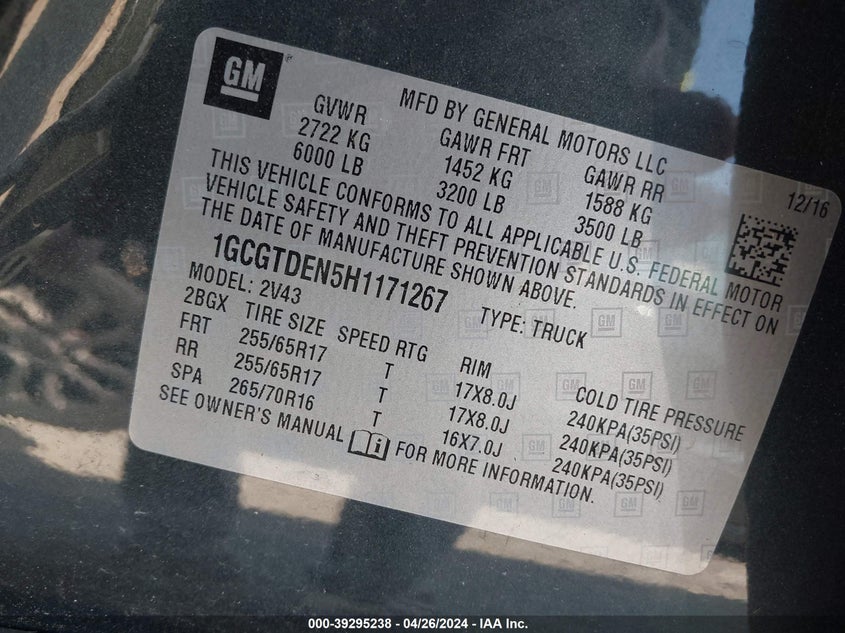 GM
MFD BY GENERAL MOTORS LLC
GVWR GAWR FRT GAWR RR
2722 KG 1452 KG 1588 KG
6000 LB 3200 LB 3500 LB
12/16
THIS VEHICLE CONFORMS TO ALL APPLICABLE U.S. FEDERAL MOTOR
VEHICLE SAFETY AND THEFT PREVENTION STANDARDS IN EFFECT ON
THE DATE OF MANUFACTURE SHOWN ABOVE.
1GCGTDEN5H1171267 TYPE: TRUCK
MODEL: 2V43
2BGX TIRE SIZE SPEED RTG RIM COLD TIRE PRESSURE
FRT 255/65R17 T 17X8.0J 240KPA(35PSI)
RR 255/65R17 T 17X8.0J 240KPA(35PSI)
SPA 265/70R16 T 16X7.0J 240KPA(35PSI)
SEE OWNER'S MANUAL FOR MORE INFORMATION.
000-39295238 - 04/26/2024 - IAA Inc.